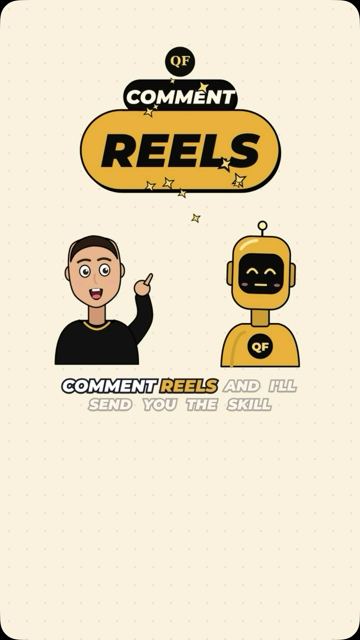 QF
COMMENT
REELS
QF
COMMENT REELS AND I'LL
SEND YOU THE SKILL